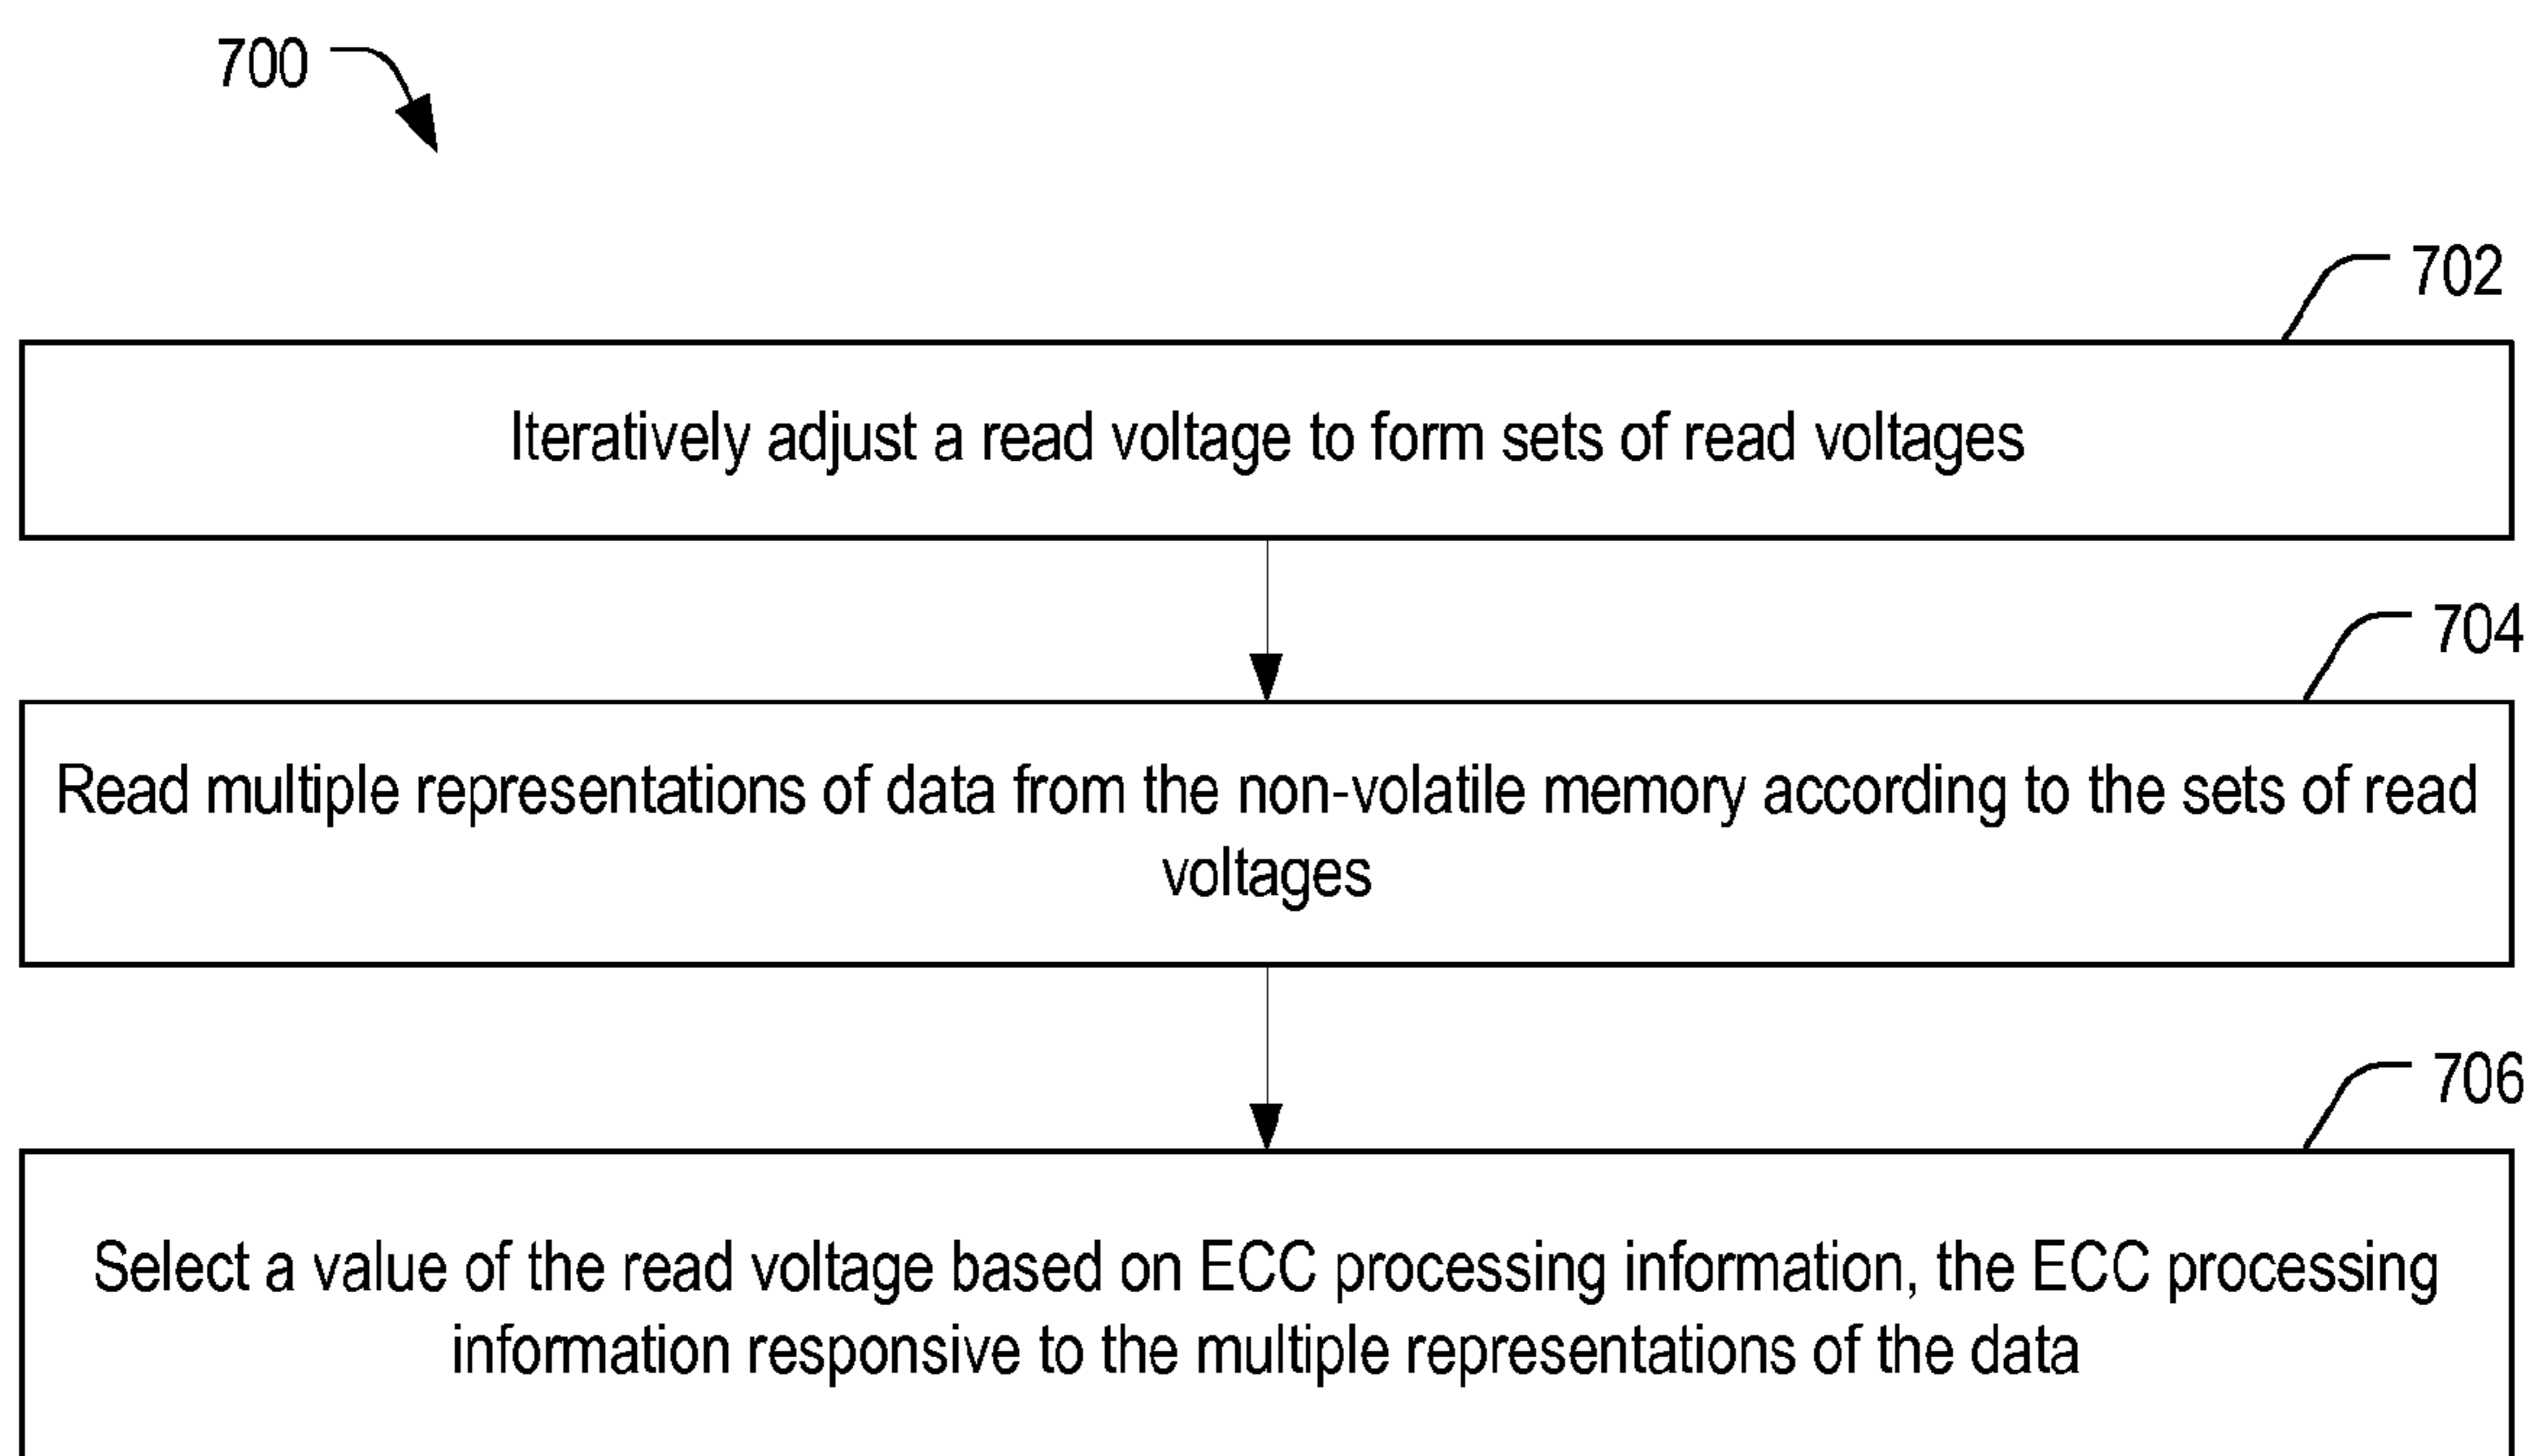 700
702
Iteratively adjust a read voltage to form sets of read voltages
704
Read multiple representations of data from the non-volatile memory according to the sets of read
voltages
706
Select a value of the read voltage based on ECC processing information, the ECC processing
information responsive to the multiple representations of the data